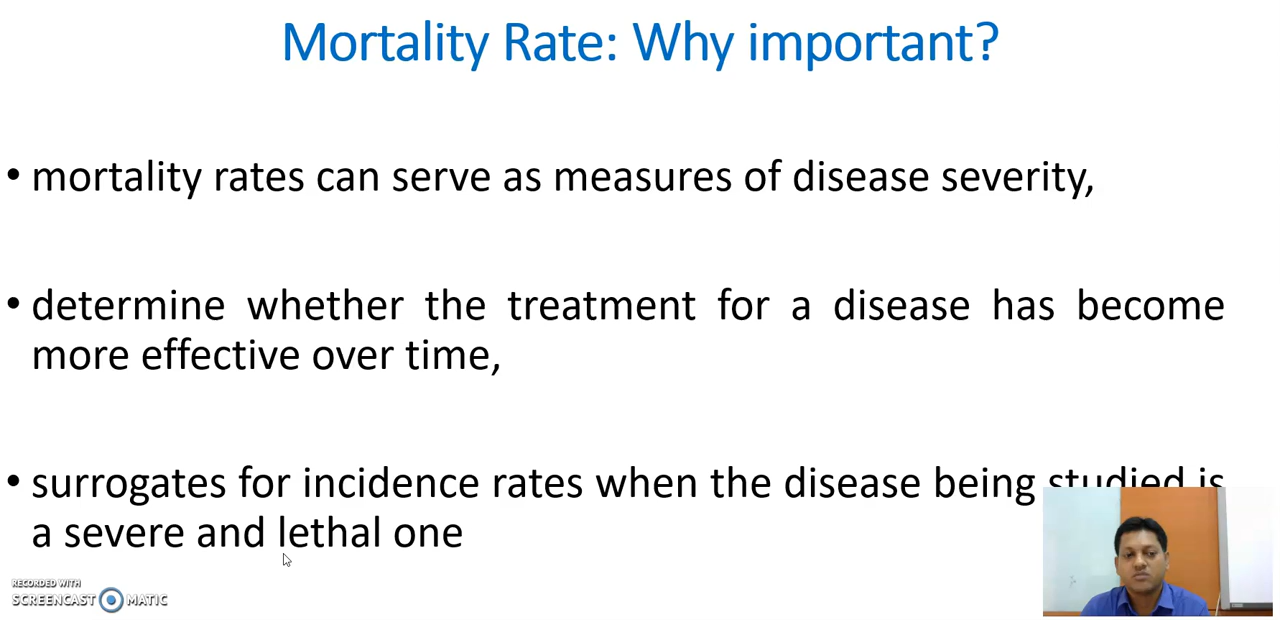 Mortality Rate: Why important?
• mortality rates can serve as measures of disease severity,
• determine whether the treatment for a disease has become
more effective over time,
• surrogates for incidence rates when the disease being studied is
a severe and lethal one
RECORDED WITH
SCREENCAST MATIC